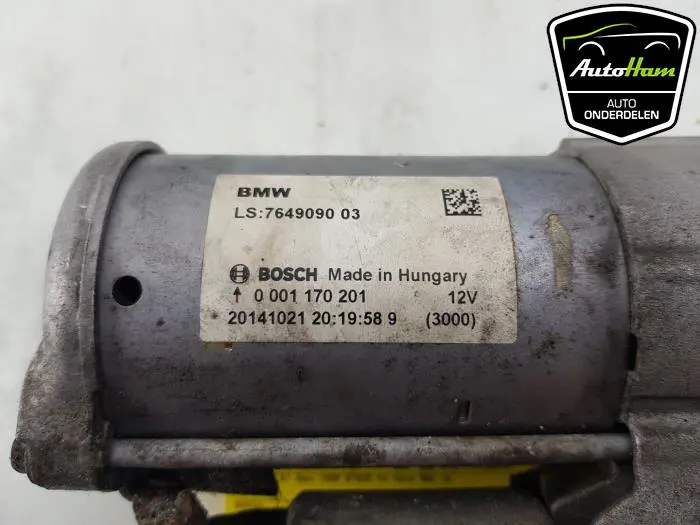 AutoHam
AUTO
ONDERDELEN
BMW
LS:7649090 03
BOSCH Made in Hungary
↑ 0 001 170 201 12V
20141021 20:19:58 9 (3000)